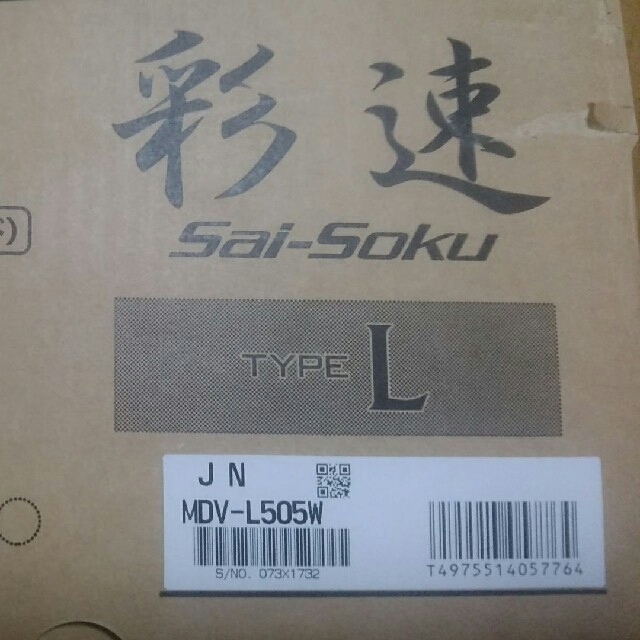 彩速
Sai-Soku
TYPE L
JN
MDV-L505W
S/NO. 073X1732
T4975514057764